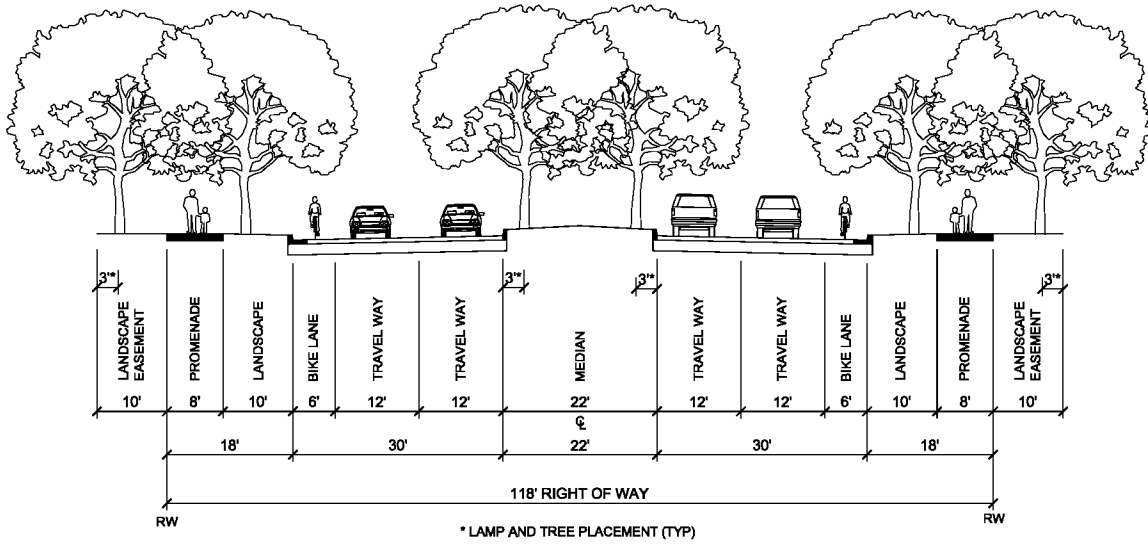 3'*
3'*
3'*
3'*
LANDSCAPE
EASEMENT
PROMENADE
LANDSCAPE
BIKE LANE
TRAVEL WAY
TRAVEL WAY
MEDIAN
TRAVEL WAY
TRAVEL WAY
BIKE LANE
LANDSCAPE
PROMENADE
LANDSCAPE
EASEMENT
10' 8' 10' 6' 12' 12' 22' 12' 12' 6' 10' 8' 10'
℄
18' 30' 22' 30' 18'
118' RIGHT OF WAY
RW RW
* LAMP AND TREE PLACEMENT (TYP)